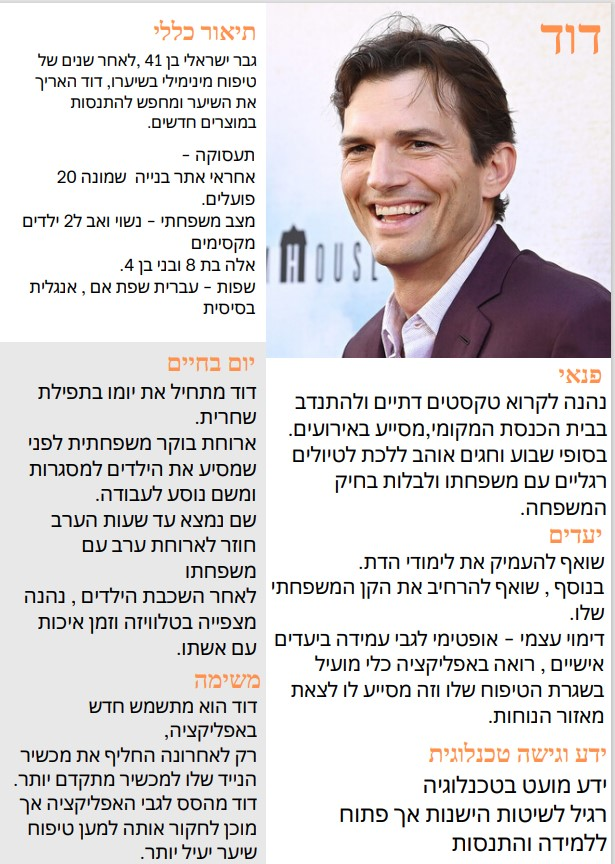 דוד
תיאור כללי
גבר ישראלי בן 41 ,לאחר שנים של
טיפוח מינימילי בשיערו, דוד האריך
את השיער ומחפש להתנסות
במוצרים חדשים.
תעסוקה –
אחראי אתר בנייה שמונה 20
פועלים.
מצב משפחתי – נשוי ואב ל2 ילדים
מקסימים
אלה בת 8 ובני בן 4.
שפות – עברית שפת אם , אנגלית
בסיסית
HOUSE
פנאי
נהנה לקרוא טקסטים דתיים ולהתנדב
בבית הכנסת המקומי,מסייע באירועים.
בסופי שבוע וחגים אוהב ללכת לטיולים
רגליים עם משפחתו ולבלות בחיק
המשפחה.
יעדים
שואף להעמיק את לימודי הדת.
בנוסף , שואף להרחיב את הקן המשפחתי
שלו.
דימוי עצמי – אופטימי לגבי עמידה ביעדים
אישיים , רואה באפליקציה כלי מועיל
בשגרת הטיפוח שלו וזה מסייע לו לצאת
מאזור הנוחות.
ידע וגישה טכנלוגית
ידע מועט בטכנלוגיה
רגיל לשיטות הישנות אך פתוח
ללמידה והתנסות
יום בחיים
דוד מתחיל את יומו בתפילת
שחרית.
ארוחת בוקר משפחתית לפני
שמסיע את הילדים למסגרות
ומשם נוסע לעבודה.
שם נמצא עד שעות הערב
חוזר לארוחת ערב עם
משפחתו
לאחר השכבת הילדים , נהנה
מצפייה בטלוויזה וזמן איכות
עם אשתו.
משימה
דוד הוא מתשמש חדש
באפליקציה,
רק לאחרונה החליף את מכשיר
הנייד שלו למכשיר מתקדם יותר.
דוד מהסס לגבי האפליקציה אך
מוכן לחקור אותה למען טיפוח
שיער יעיל יותר.